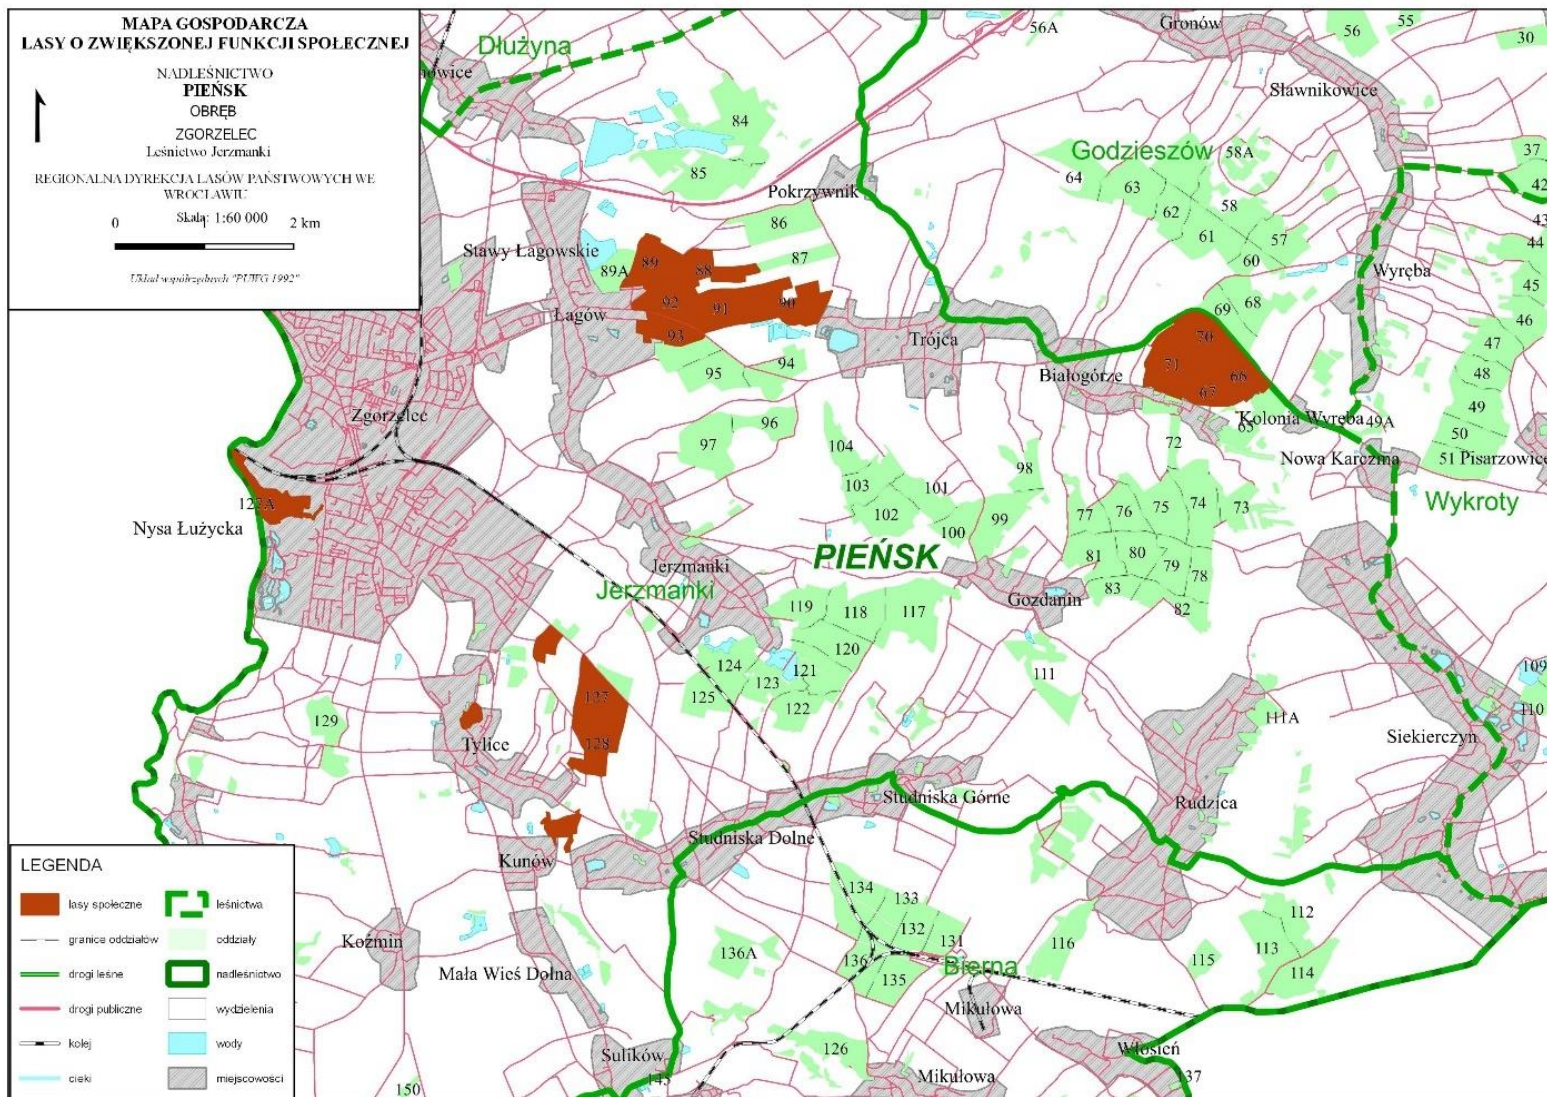 MAPA GOSPODARCZA
LASY O ZWIĘKSZONEJ FUNKCJI SPOŁECZNEJ
NADLEŚNICTWO
PIEŃSK
OBRĘB
ZGORZELEC
Leśnictwo Jerzmanki
REGIONALNA DYREKCJA LASÓW PAŃSTWOWYCH WE
WROCŁAWIU
Skala: 1:60 000
0 1 2 km
Układ współrzędnych "PUWG 1992"
Dłużyna
56A
Gronów
56
55
30
Sławnikowice
84
85
Godzieszów
58A
37
42
64
63
58
Pokrzywnik
62
61
57
60
43
44
86
87
Stawy Łagowskie
89A
89
88
Wyręba
45
46
92
91
90
Łagów
93
69
68
70
71
66
67
Trójca
Białogórze
47
48
95
94
Zgorzelec
96
97
104
Kolonia Wyręba
49A
65
49
50
51
Pisarzowice
72
Nowa Karczma
98
103
101
102
100
99
77
76
75
74
73
Wykroty
127A
Nysa Łużycka
PIEŃSK
81
80
79
78
83
82
Jerzmanki
Jerzmanki
Gozdanin
119
118
117
120
124
121
123
125
122
111
109
110
111A
127
128
129
Tylice
Siekierczyn
Studniska Górne
Rudzica
Studniska Dolne
Kunów
134
133
132
131
136
135
136A
Bierna
116
112
113
115
114
Koźmin
Mała Wieś Dolna
Mikułowa
Sulików
145
126
Mikułowa
Włosień
137
150
LEGENDA
lasy społeczne
leśnictwa
granice oddziałów
oddziały
drogi leśne
nadleśnictwo
drogi publiczne
wydzielenia
kolej
wody
cieki
miejscowości